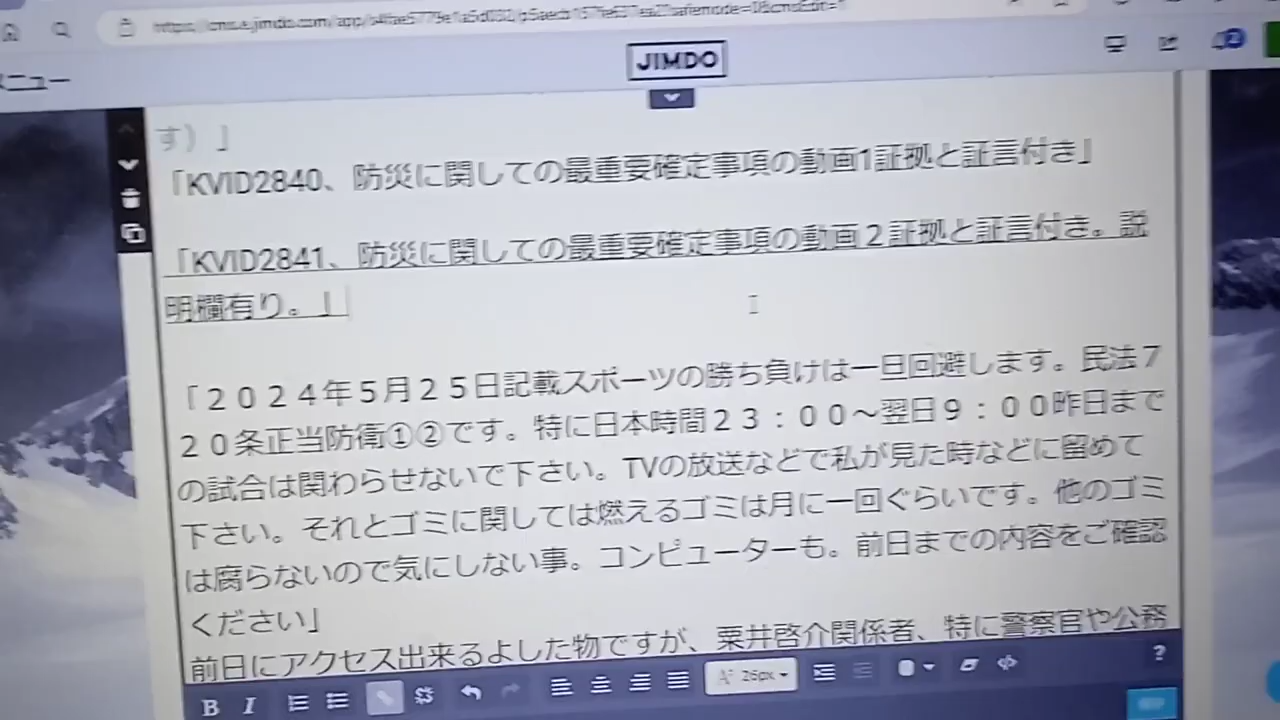 メニュー
JIMDO
す）」
「KVID2840、防災に関しての最重要確定事項の動画1証拠と証言付き」
「KVID2841、防災に関しての最重要確定事項の動画２証拠と証言付き。説
明欄有り。」
「２０２４年５月２５日記載スポーツの勝ち負けは一旦回避します。民法７
２０条正当防衛①②です。特に日本時間２３：００～翌日９：００昨日まで
の試合は関わらせないで下さい。TVの放送などで私が見た時などに留めて
下さい。それとゴミに関しては燃えるゴミは月に一回ぐらいです。他のゴミ
は腐らないので気にしない事。コンピューターも。前日までの内容をご確認
ください」
前日にアクセス出来るよした物ですが、粟井啓介関係者、特に警察官や公務
B I 26px ?